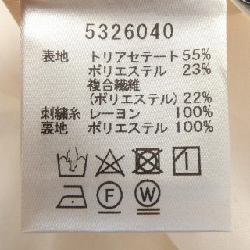 5326040
表地 トリアセテート 55%
ポリエステル 23%
複合繊維
(ポリエステル) 22%
刺繍糸 レーヨン 100%
裏地 ポリエステル 100%
1
F W